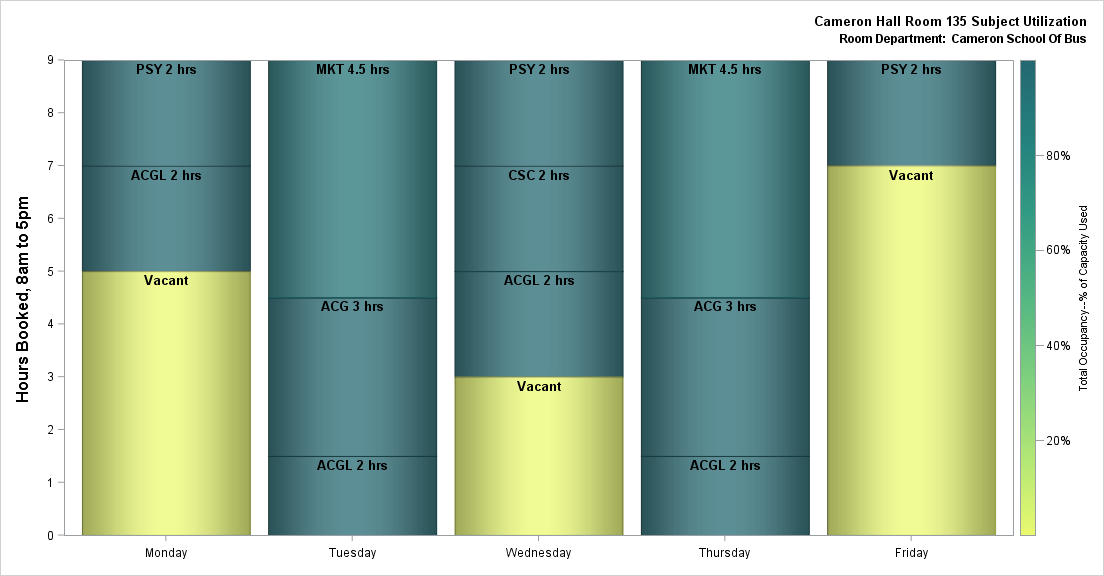 Cameron Hall Room 135 Subject Utilization
Room Department: Cameron School Of Bus
Hours Booked, 8am to 5pm
9
8
7
6
5
4
3
2
1
0
PSY 2 hrs
ACGL 2 hrs
Vacant
MKT 4.5 hrs
ACG 3 hrs
ACGL 2 hrs
PSY 2 hrs
CSC 2 hrs
ACGL 2 hrs
Vacant
MKT 4.5 hrs
ACG 3 hrs
ACGL 2 hrs
PSY 2 hrs
Vacant
Monday
Tuesday
Wednesday
Thursday
Friday
80%
60%
40%
20%
Total Occupancy--% of Capacity Used